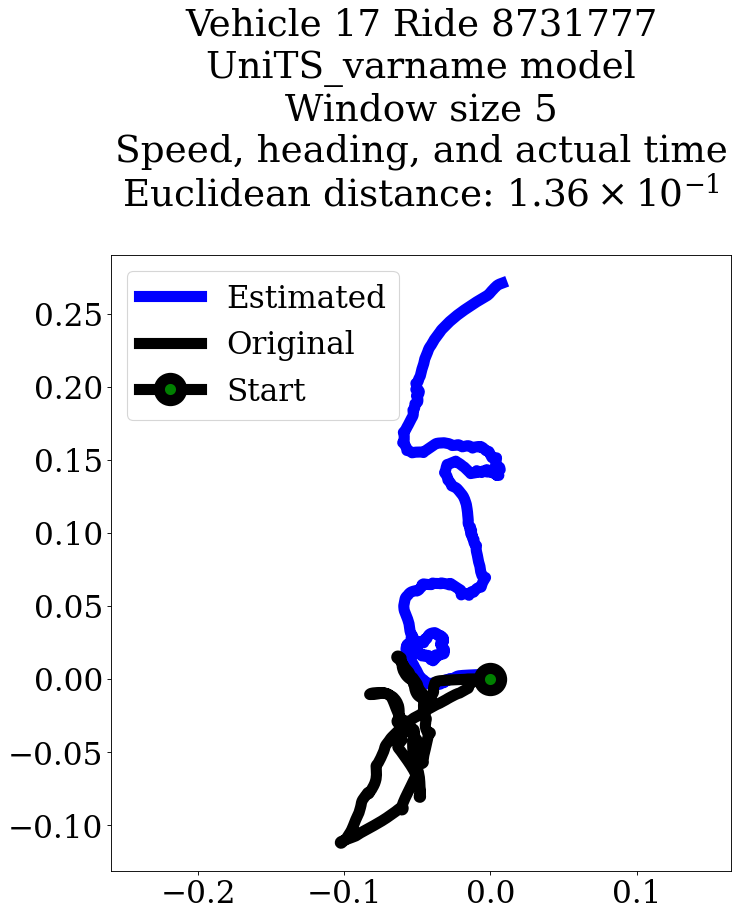 Vehicle 17 Ride 8731777
UniTS_varname model
Window size 5
Speed, heading, and actual time
Euclidean distance: 1.36 × 10⁻¹
Estimated
Original
Start
0.25
0.20
0.15
0.10
0.05
0.00
−0.05
−0.10
−0.2 −0.1 0.0 0.1